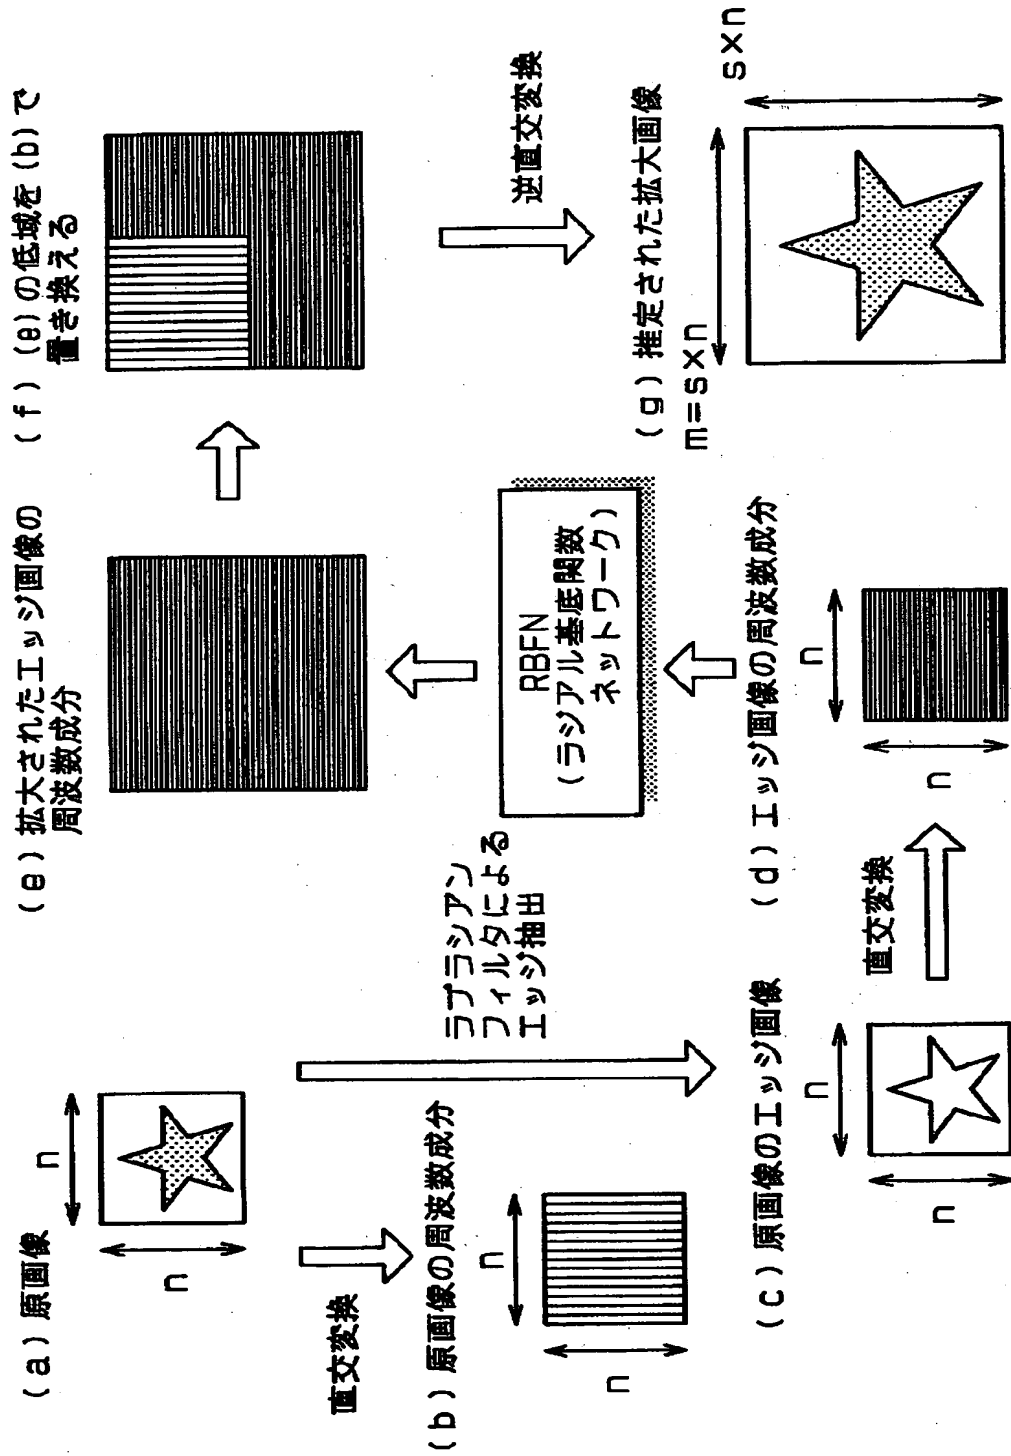 (a) 原画像
n
n
直交変換
(b) 原画像の周波数成分
n
n
ラプラシアン
フィルタによる
エッジ抽出
(c) 原画像のエッジ画像
n
n
直交変換
(d) エッジ画像の周波数成分
n
n
RBFN
(ラジアル基底関数
ネットワーク)
(e) 拡大されたエッジ画像の
周波数成分
(f) (e)の低域を(b)で
置き換える
逆直交変換
(g) 推定された拡大画像
m=s×n
s×n